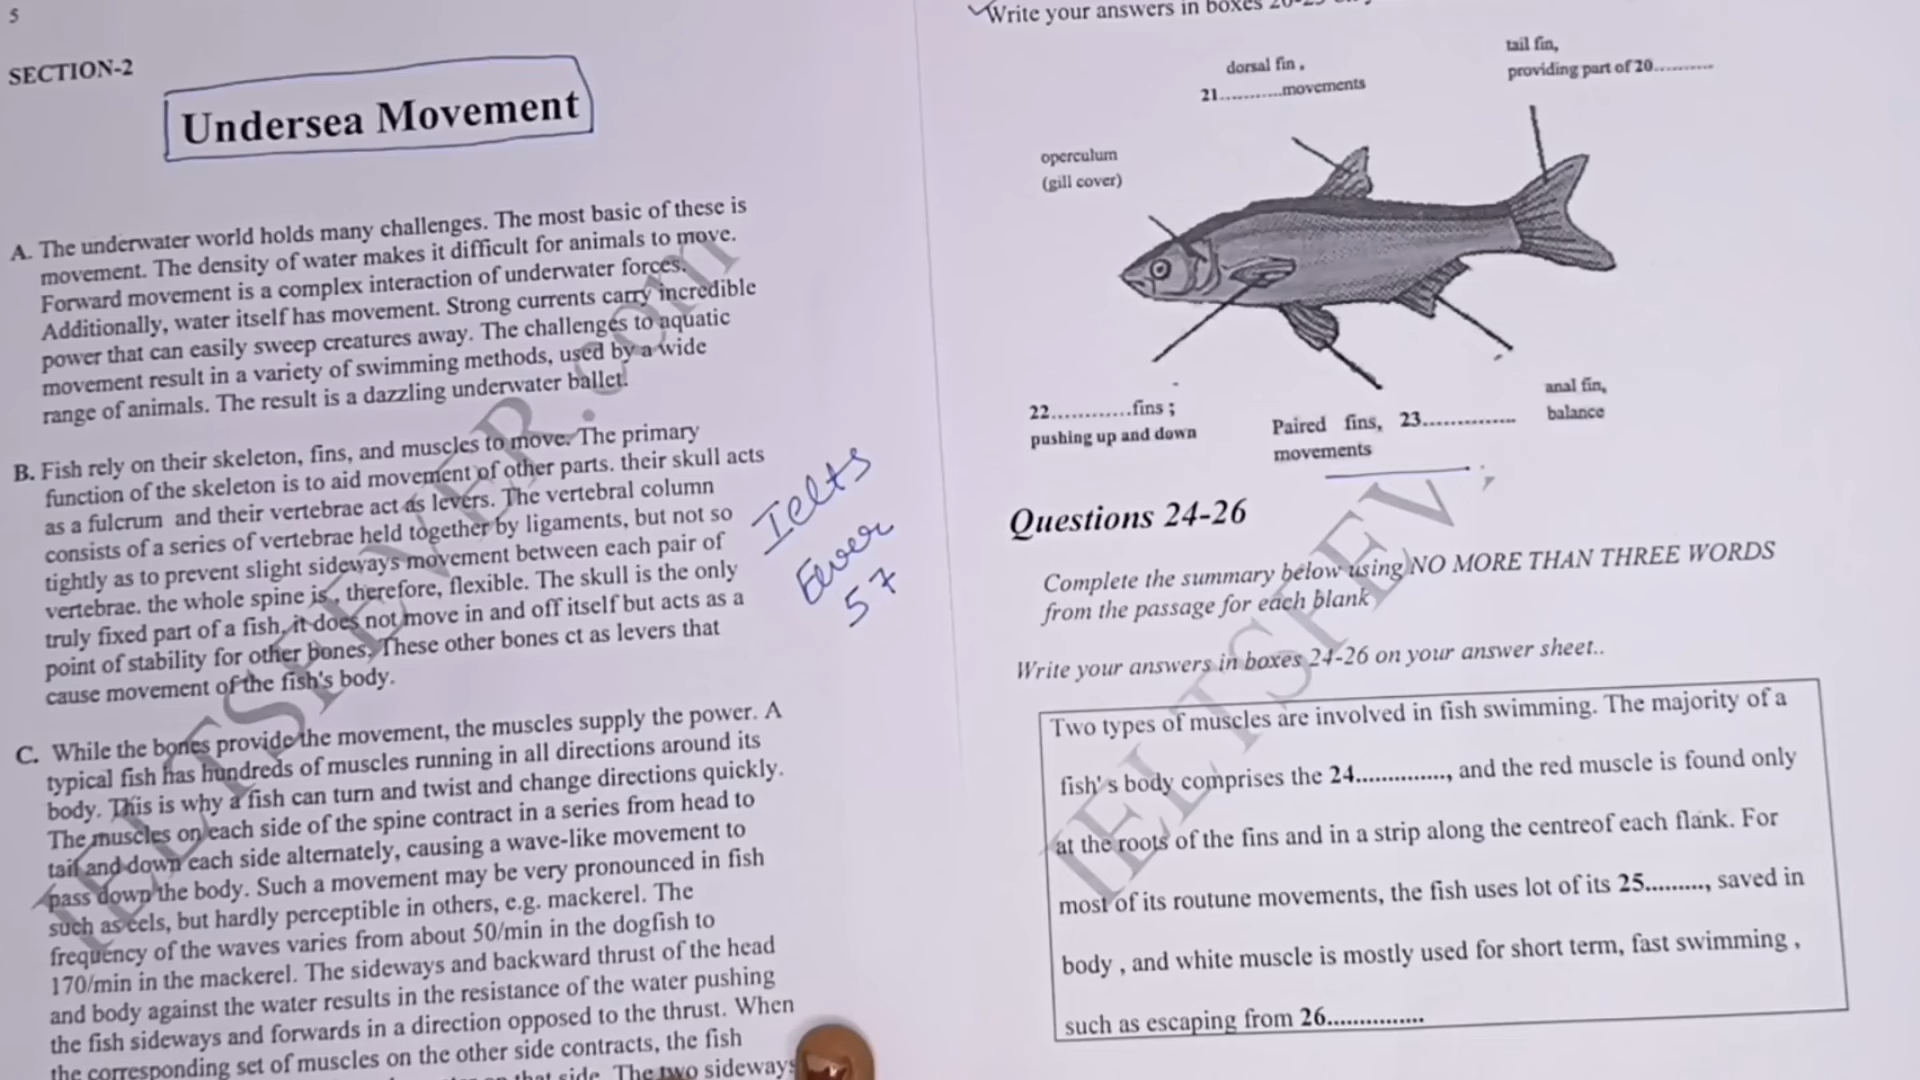 5
SECTION-2
Undersea Movement
A. The underwater world holds many challenges. The most basic of these is
movement. The density of water makes it difficult for animals to move.
Forward movement is a complex interaction of underwater forces.
Additionally, water itself has movement. Strong currents carry incredible
power that can easily sweep creatures away. The challenges to aquatic
movement result in a variety of swimming methods, used by a wide
range of animals. The result is a dazzling underwater ballet.
B. Fish rely on their skeleton, fins, and muscles to move. The primary
function of the skeleton is to aid movement of other parts. their skull acts
as a fulcrum and their vertebrae act as levers. The vertebral column
consists of a series of vertebrae held together by ligaments, but not so
tightly as to prevent slight sideways movement between each pair of
vertebrae. the whole spine is, therefore, flexible. The skull is the only
truly fixed part of a fish, it does not move in and off itself but acts as a
point of stability for other bones. These other bones ct as levers that
cause movement of the fish's body.
C. While the bones provide the movement, the muscles supply the power. A
typical fish has hundreds of muscles running in all directions around its
body. This is why a fish can turn and twist and change directions quickly.
The muscles on each side of the spine contract in a series from head to
tail and down each side alternately, causing a wave-like movement to
pass down the body. Such a movement may be very pronounced in fish
such as eels, but hardly perceptible in others, e.g. mackerel. The
frequency of the waves varies from about 50/min in the dogfish to
170/min in the mackerel. The sideways and backward thrust of the head
and body against the water results in the resistance of the water pushing
the fish sideways and forwards in a direction opposed to the thrust. When
the corresponding set of muscles on the other side contracts, the fish
that side. The two sideways
IELTSFEVER.com
Ielts
Fever
57
Write your answers in boxes 20-23
tail fin,
providing part of 20..........
dorsal fin .
21...........movements
operculum
(gill cover)
22............fins ;
pushing up and down
Paired fins, 23..............
movements
anal fin,
balance
Questions 24-26
Complete the summary below using NO MORE THAN THREE WORDS
from the passage for each blank
Write your answers in boxes 24-26 on your answer sheet..
Two types of muscles are involved in fish swimming. The majority of a
fish's body comprises the 24.............., and the red muscle is found only
at the roots of the fins and in a strip along the centreof each flank. For
most of its routune movements, the fish uses lot of its 25........., saved in
body , and white muscle is mostly used for short term, fast swimming ,
such as escaping from 26...............
IELTSFEV